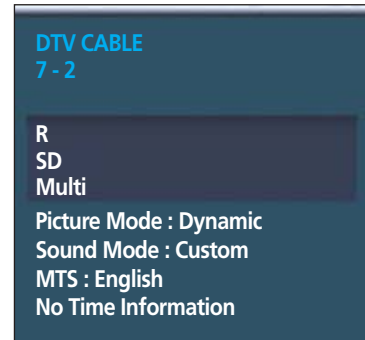 DTV CABLE
7 - 2
R
SD
Multi
Picture Mode : Dynamic
Sound Mode : Custom
MTS : English
No Time Information